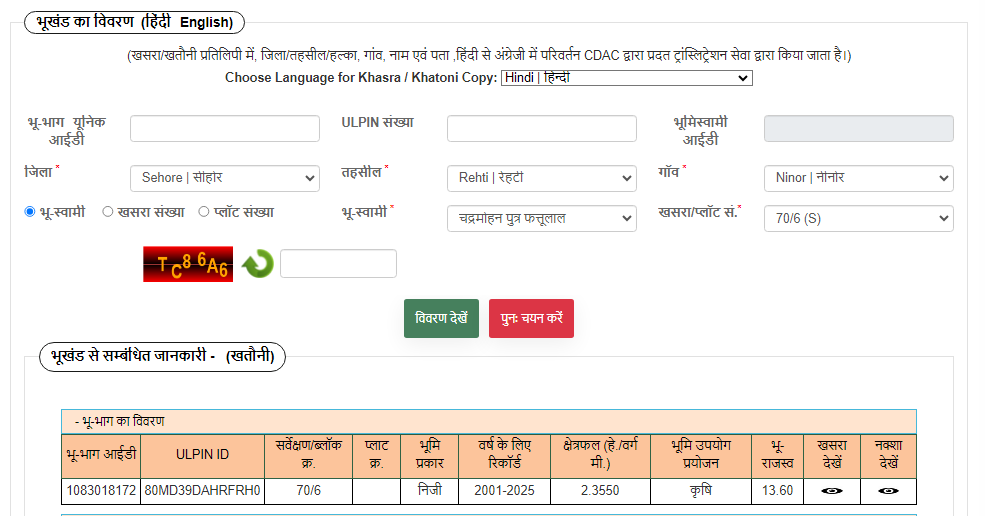 भूखंड का विवरण (हिंदी English)
(खसरा/खतौनी प्रतिलिपी में, जिला/तहसील/हल्का, गांव, नाम एवं पता ,हिंदी से अंग्रेजी में परिवर्तन CDAC द्वारा प्रदत ट्रांस्लिट्रेशन सेवा द्वारा किया जाता है।)
Choose Language for Khasra / Khatoni Copy: Hindi | हिन्दी
भू-भाग यूनिक आईडी
ULPIN संख्या
भूमिस्वामी आईडी
जिला * Sehore | सीहोर तहसील * Rehti | रेहटी गॉव * Ninor | नीनोर
भू-स्वामी खसरा संख्या प्लॉट संख्या भू-स्वामी * चद्रमोहन पुत्र फत्तूलाल खसरा/प्लॉट सं.* 70/6 (S)
TC86A6
विवरण देखें पुनः चयन करें
भूखंड से सम्बंधित जानकारी - (खतौनी)
- भू-भाग का विवरण
भू-भाग आईडी ULPIN ID सर्वेक्षण/ब्लॉक क्र. प्लाट क्र. भूमि प्रकार वर्ष के लिए रिकॉर्ड क्षेत्रफल (हे./वर्ग मी.) भूमि उपयोग प्रयोजन भू-राजस्व खसरा देखें नक्शा देखें
1083018172 80MD39DAHRFRH0 70/6 निजी 2001-2025 2.3550 कृषि 13.60